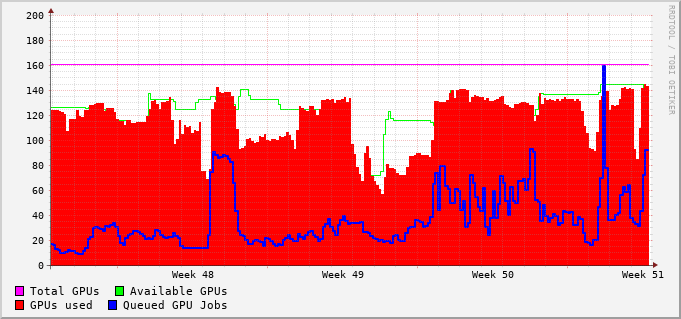 200
180
160
140
120
100
80
60
40
20
0
Week 48 Week 49 Week 50 Week 51
Total GPUs Available GPUs
GPUs used Queued GPU Jobs
RRDTOOL / TOBI OETIKER